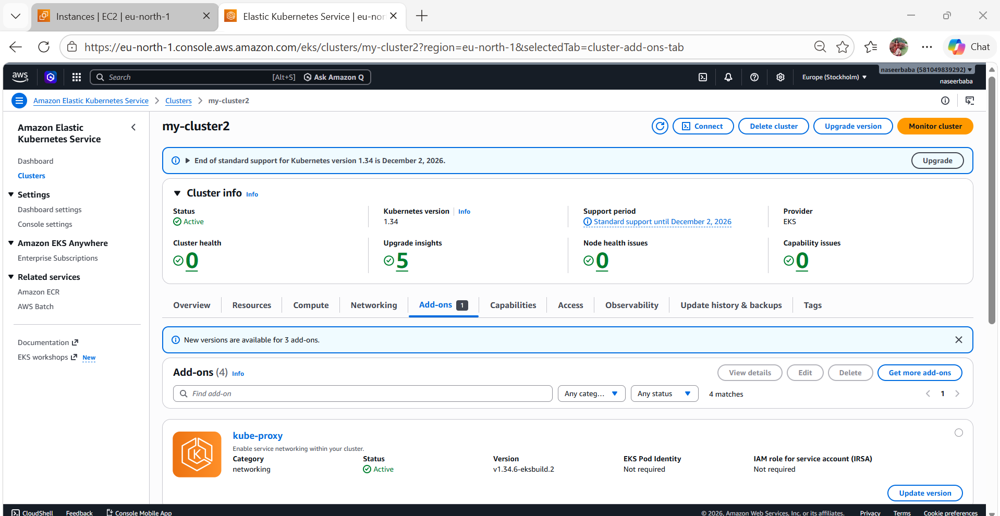 Instances | EC2 | eu-north-1
Elastic Kubernetes Service | eu-nor
https://eu-north-1.console.aws.amazon.com/eks/clusters/my-cluster2?region=eu-north-1&selectedTab=cluster-add-ons-tab
Chat
aws
Search
[Alt+S]
Ask Amazon Q
Europe (Stockholm)
naseerbaba (581049839292)
naseerbaba
Amazon Elastic Kubernetes Service
Clusters
my-cluster2
Amazon Elastic
Kubernetes Service
Dashboard
Clusters
Settings
Dashboard settings
Console settings
Amazon EKS Anywhere
Enterprise Subscriptions
Related services
Amazon ECR
AWS Batch
Documentation
EKS workshops New
my-cluster2
Connect
Delete cluster
Upgrade version
Monitor cluster
End of standard support for Kubernetes version 1.34 is December 2, 2026.
Upgrade
Cluster info Info
Status
Active
Kubernetes version Info
1.34
Support period
Standard support until December 2, 2026
Provider
EKS
Cluster health
0
Upgrade insights
5
Node health issues
0
Capability issues
0
Overview
Resources
Compute
Networking
Add-ons 1
Capabilities
Access
Observability
Update history & backups
Tags
New versions are available for 3 add-ons.
Add-ons (4) Info
View details
Edit
Delete
Get more add-ons
Find add-on
Any categ...
Any status
4 matches
1
kube-proxy
Enable service networking within your cluster.
Category
networking
Status
Active
Version
v1.34.6-eksbuild.2
EKS Pod Identity
Not required
IAM role for service account (IRSA)
Not required
Update version
CloudShell
Feedback
Console Mobile App
© 2026, Amazon Web Services, Inc. or its affiliates.
Privacy
Terms
Cookie preferences